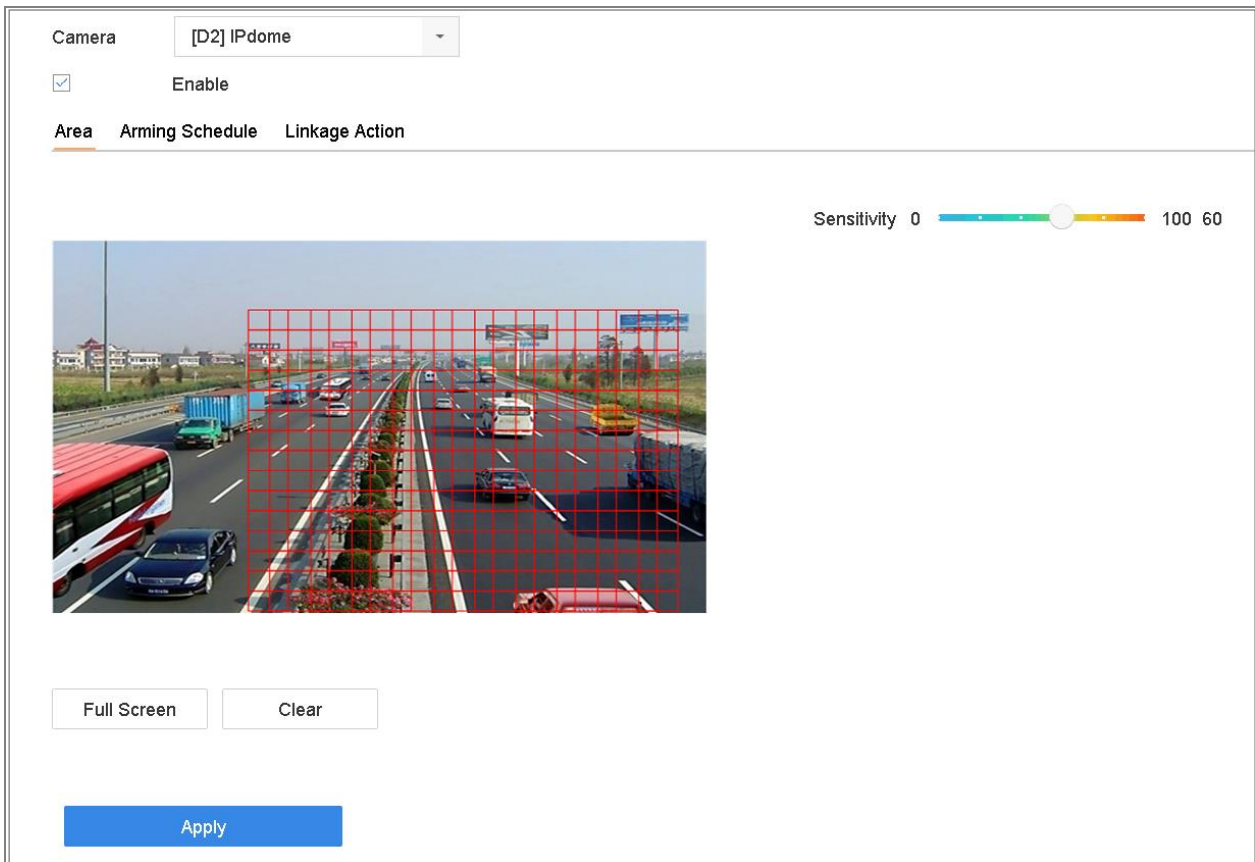 Camera [D2] IPdome
Enable
Area Arming Schedule Linkage Action
Sensitivity 0 100 60
Full Screen Clear
Apply